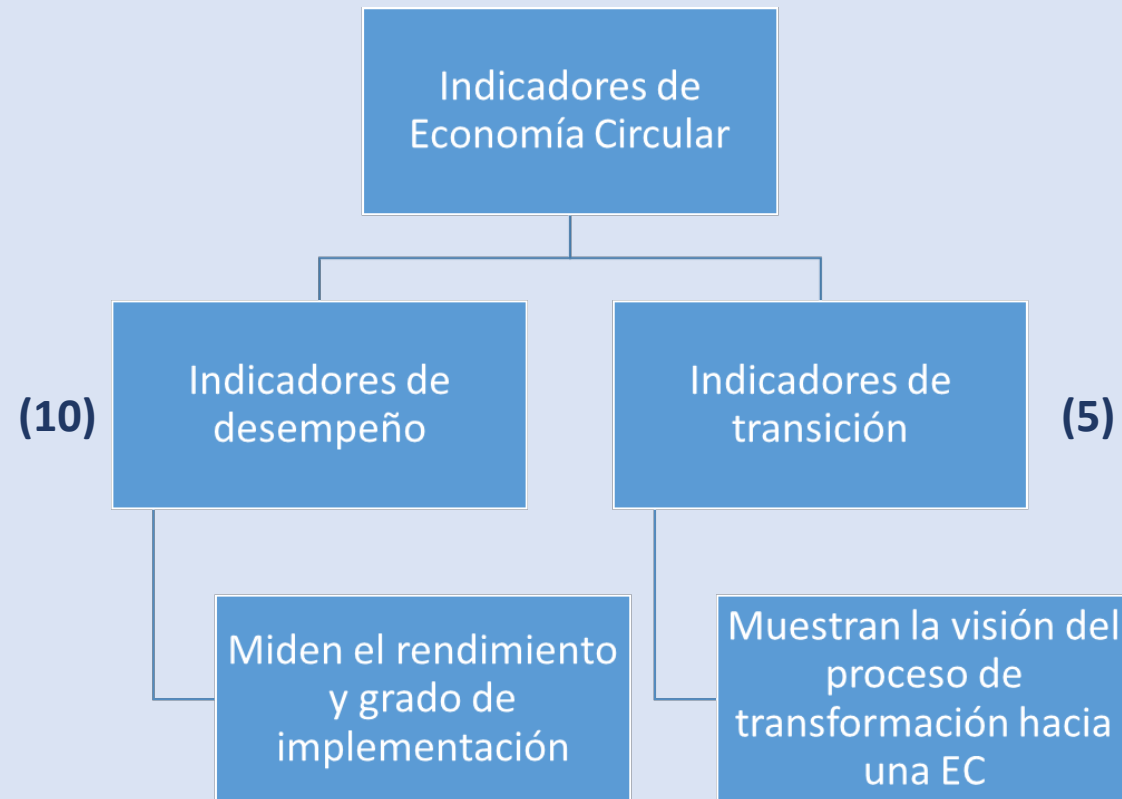 Indicadores de
Economía Circular
(10)
Indicadores de
desempeño
Indicadores de
transición
(5)
Miden el rendimiento
y grado de
implementación
Muestran la visión del
proceso de
transformación hacia
una EC